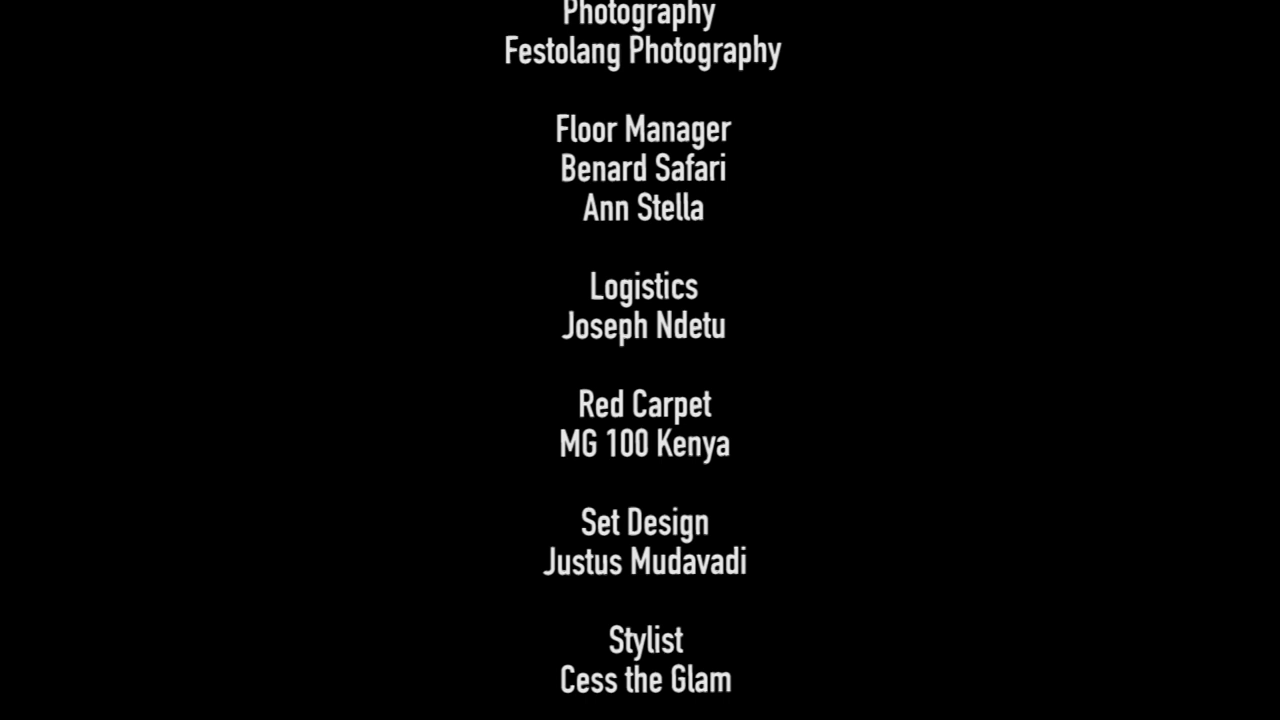 Photography
Festolang Photography
Floor Manager
Benard Safari
Ann Stella
Logistics
Joseph Ndetu
Red Carpet
MG 100 Kenya
Set Design
Justus Mudavadi
Stylist
Cess the Glam